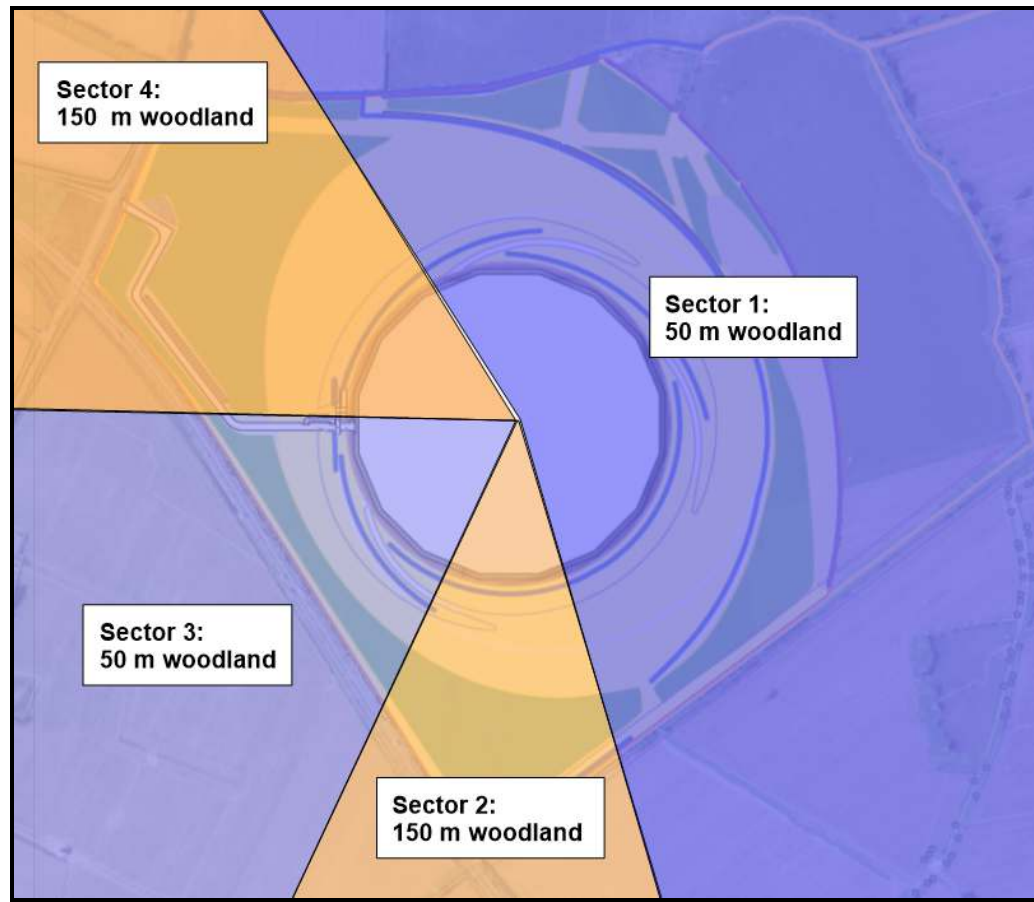 Sector 4:
150  m woodland
Sector 1:
50 m woodland
Sector 3:
50 m woodland
Sector 2:
150 m woodland